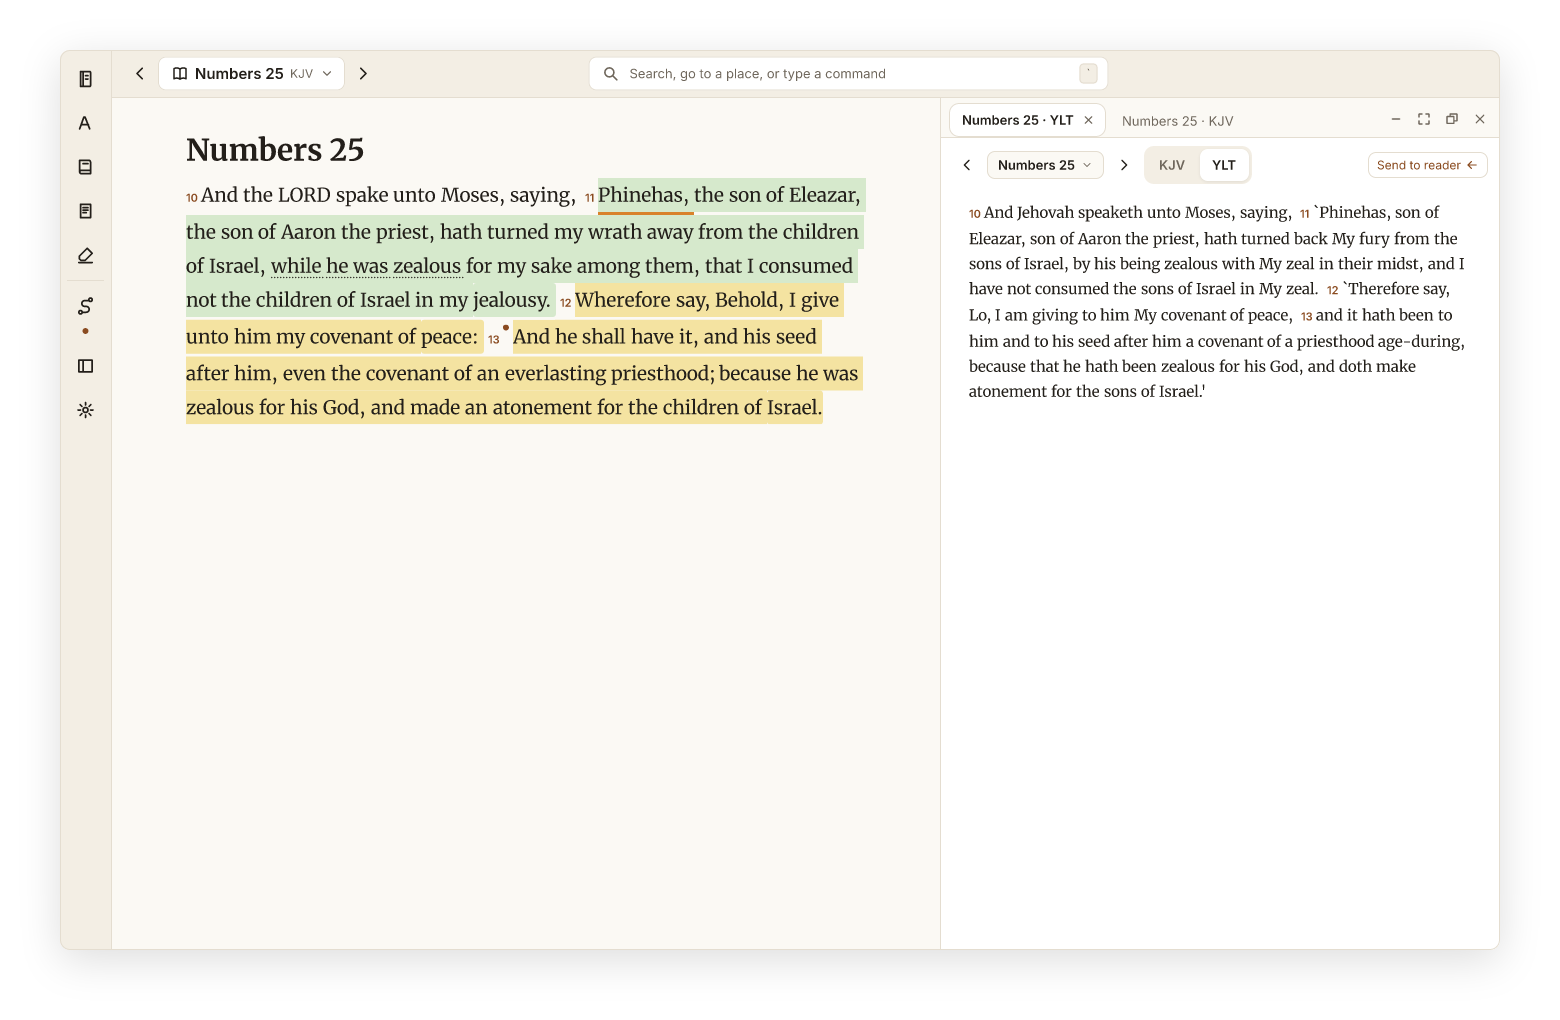 Numbers 25 KJV
Search, go to a place, or type a command
Numbers 25
10 And the LORD spake unto Moses, saying, 11 Phinehas, the son of Eleazar,
the son of Aaron the priest, hath turned my wrath away from the children
of Israel, while he was zealous for my sake among them, that I consumed
not the children of Israel in my jealousy. 12 Wherefore say, Behold, I give
unto him my covenant of peace: 13 And he shall have it, and his seed
after him, even the covenant of an everlasting priesthood; because he was
zealous for his God, and made an atonement for the children of Israel.
Numbers 25 · YLT
Numbers 25 · KJV
Numbers 25
KJV
YLT
Send to reader ←
10 And Jehovah speaketh unto Moses, saying, 11 `Phinehas, son of
Eleazar, son of Aaron the priest, hath turned back My fury from the
sons of Israel, by his being zealous with My zeal in their midst, and I
have not consumed the sons of Israel in My zeal. 12 `Therefore say,
Lo, I am giving to him My covenant of peace, 13 and it hath been to
him and to his seed after him a covenant of a priesthood age-during,
because that he hath been zealous for his God, and doth make
atonement for the sons of Israel.'